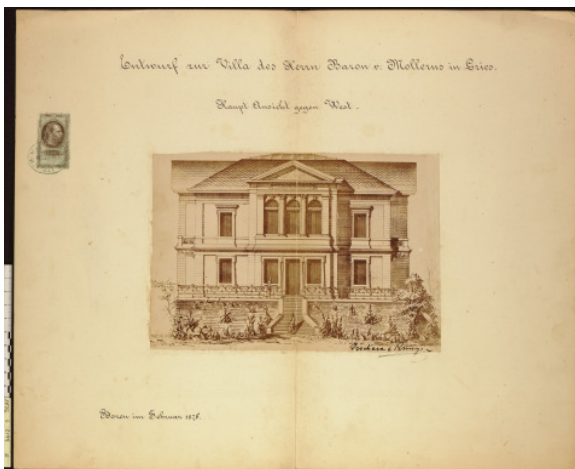 Entwurf zur Villa des Herrn Baron v. Mollerus in Gries.
Haupt Ansicht gegen West.
Bozen im Februar 1876.